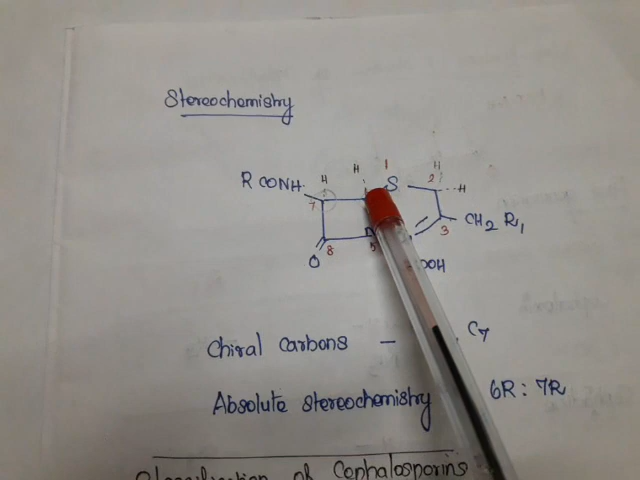 Stereochemistry
H H 1 H
R CONH S 2 H
7
3 CH2 R1
O 8 5 OOH
Chiral Carbons — , C7
Absolute stereochemistry 6R : 7R
Classification of Cephalosporins